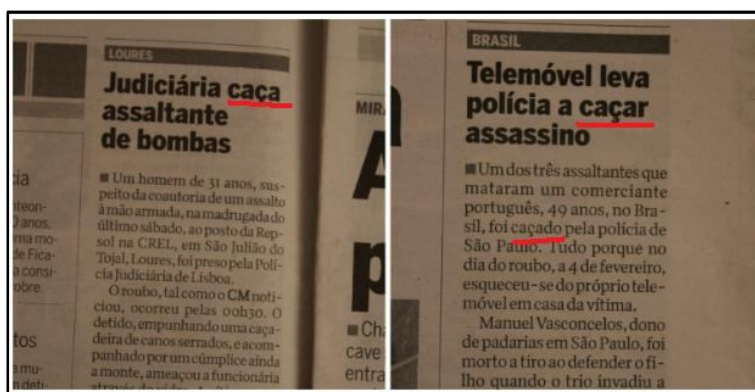 LOURES
Judiciária caça
assaltante
de bombas
■ Um homem de 31 anos, sus-
peito da coautoria de um assalto
à mão armada, na madrugada do
último sábado, ao posto da Rep-
sol na CREL, em São Julião do
Tojal, Loures, foi preso pela Polí-
cia Judiciária de Lisboa.
O roubo, tal como o CM noti-
ciou, ocorreu pelas 00h30. O
detido, empunhando uma caça-
deira de canos serrados, e acom-
panhado por um cúmplice ainda
a monte, ameaçou a funcionária
MIRA
A
p
■ Cha
cave
entra
BRASIL
Telemóvel leva
polícia a caçar
assassino
■ Um dos três assaltantes que
mataram um comerciante
português, 49 anos, no Bra-
sil, foi caçado pela polícia de
São Paulo. Tudo porque no
dia do roubo, a 4 de fevereiro,
esqueceu-se do próprio tele-
móvel em casa da vítima.
Manuel Vasconcelos, dono
de padarias em São Paulo, foi
morto a tiro ao defender o fi-
lho quando o trio invadiu